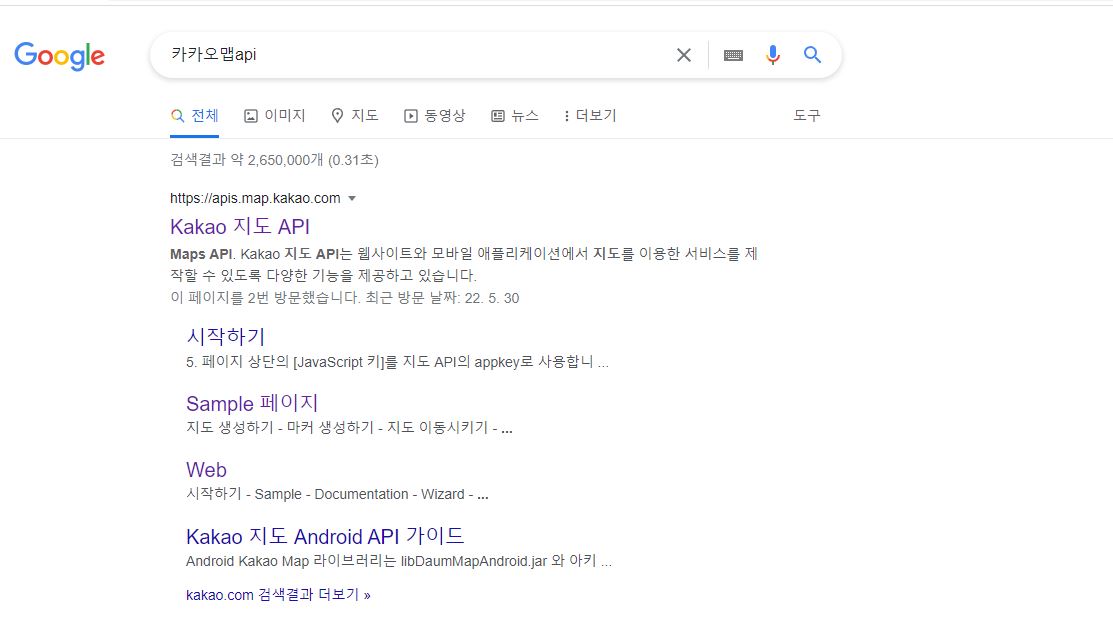 Google
카카오맵api
전체 이미지 지도 동영상 뉴스 더보기 도구
검색결과 약 2,650,000개 (0.31초)
https://apis.map.kakao.com
Kakao 지도 API
Maps API. Kakao 지도 API는 웹사이트와 모바일 애플리케이션에서 지도를 이용한 서비스를 제
작할 수 있도록 다양한 기능을 제공하고 있습니다.
이 페이지를 2번 방문했습니다. 최근 방문 날짜: 22. 5. 30
시작하기
5. 페이지 상단의 [JavaScript 키]를 지도 API의 appkey로 사용합니 ...
Sample 페이지
지도 생성하기 - 마커 생성하기 - 지도 이동시키기 - ...
Web
시작하기 - Sample - Documentation - Wizard - ...
Kakao 지도 Android API 가이드
Android Kakao Map 라이브러리는 libDaumMapAndroid.jar 와 아키 ...
kakao.com 검색결과 더보기 »